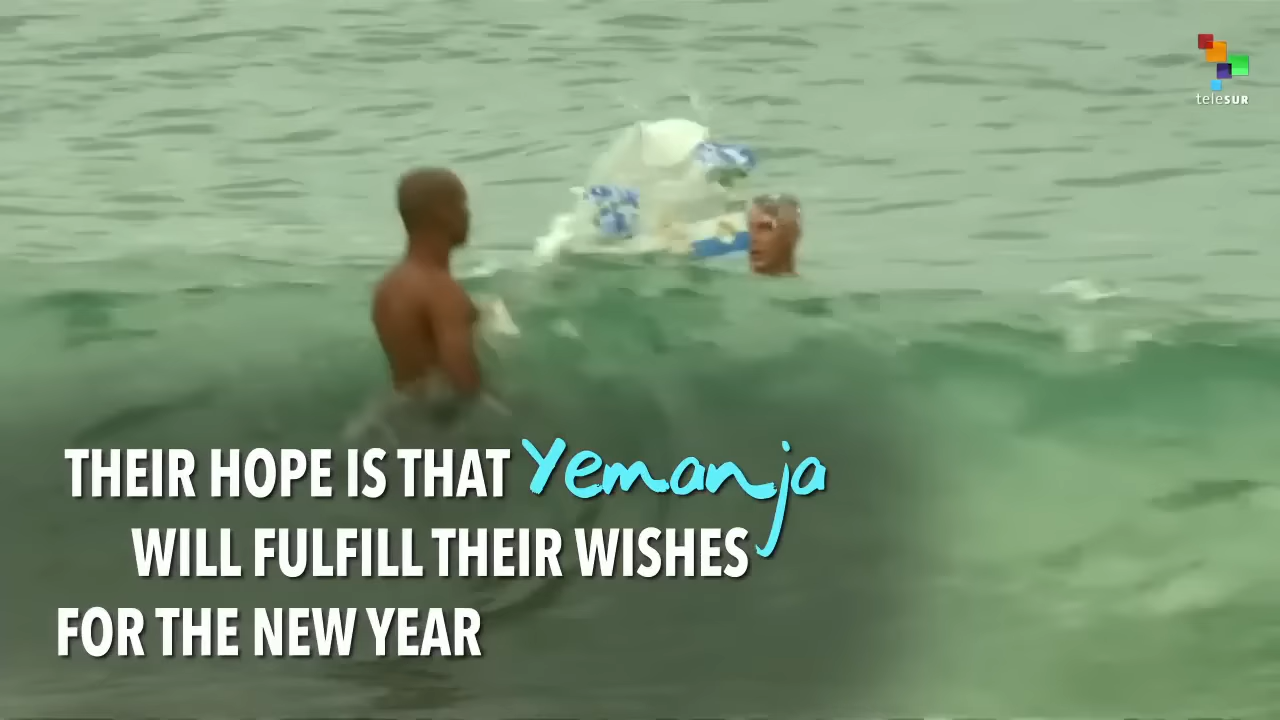 teleSUR
THEIR HOPE IS THAT Yemanja
WILL FULFILL THEIR WISHES
FOR THE NEW YEAR